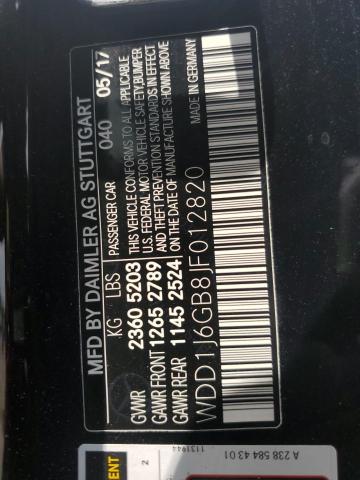 MFD BY DAIMLER AG STUTTGART
040 05/17
KG LBS
GVWR 2360 5203
GAWR FRONT 1265 2789
GAWR REAR 1145 2524
PASSENGER CAR
THIS VEHICLE CONFORMS TO ALL APPLICABLE
U.S. FEDERAL MOTOR VEHICLE SAFETY, BUMPER
AND THEFT PREVENTION STANDARDS IN EFFECT
ON THE DATE OF MANUFACTURE SHOWN ABOVE
WDD1J6GB8JF012820
MADE IN GERMANY
A 238 584 43 01
1131944
2